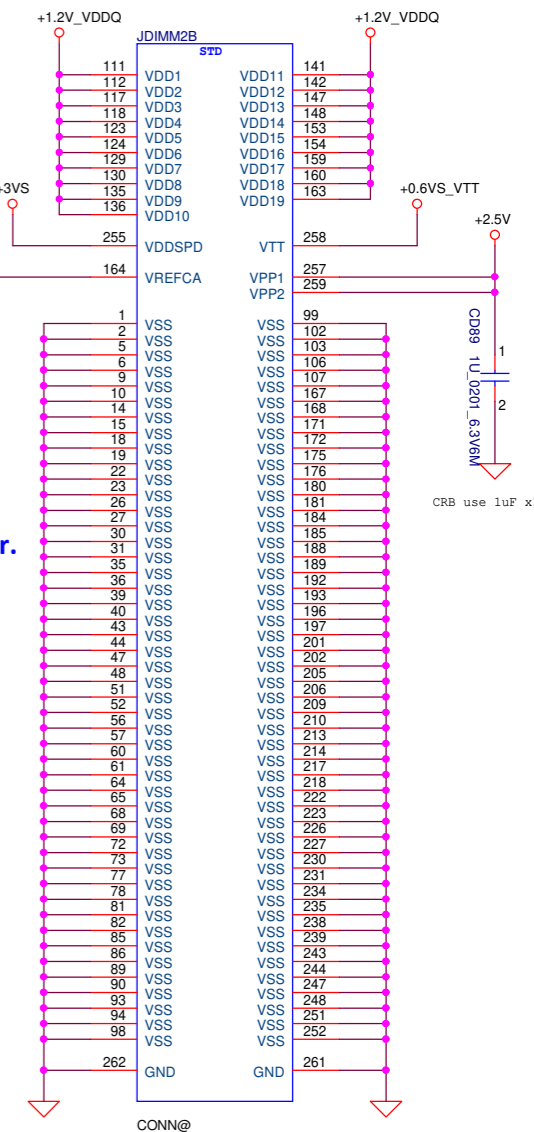 +1.2V_VDDQ +1.2V_VDDQ
JDIMM2B
STD
111 VDD1 VDD11 141
112 VDD2 VDD12 142
117 VDD3 VDD13 147
118 VDD4 VDD14 148
123 VDD5 VDD15 153
124 VDD6 VDD16 154
129 VDD7 VDD17 159
130 VDD8 VDD18 160
135 VDD9 VDD19 163
136 VDD10
+3VS +0.6VS_VTT
+2.5V
255 VDDSPD VTT 258
164 VREFCA VPP1 257
VPP2 259
1 VSS VSS 99
2 VSS VSS 102
5 VSS VSS 103
6 VSS VSS 106
9 VSS VSS 107
10 VSS VSS 167
14 VSS VSS 168
15 VSS VSS 171
18 VSS VSS 172
19 VSS VSS 175
22 VSS VSS 176
23 VSS VSS 180
26 VSS VSS 181
27 VSS VSS 184
30 VSS VSS 185
31 VSS VSS 188
35 VSS VSS 189
36 VSS VSS 192
39 VSS VSS 193
40 VSS VSS 196
43 VSS VSS 197
44 VSS VSS 201
47 VSS VSS 202
48 VSS VSS 205
51 VSS VSS 206
52 VSS VSS 209
56 VSS VSS 210
57 VSS VSS 213
60 VSS VSS 214
61 VSS VSS 217
64 VSS VSS 218
65 VSS VSS 222
68 VSS VSS 223
69 VSS VSS 226
72 VSS VSS 227
73 VSS VSS 230
77 VSS VSS 231
78 VSS VSS 234
81 VSS VSS 235
82 VSS VSS 238
85 VSS VSS 239
86 VSS VSS 243
89 VSS VSS 244
90 VSS VSS 247
93 VSS VSS 248
94 VSS VSS 251
98 VSS VSS 252
262 GND GND 261
CONN@
CD89 1U_0201_6.3V6M
1
2
CRB use 1uF x
r.